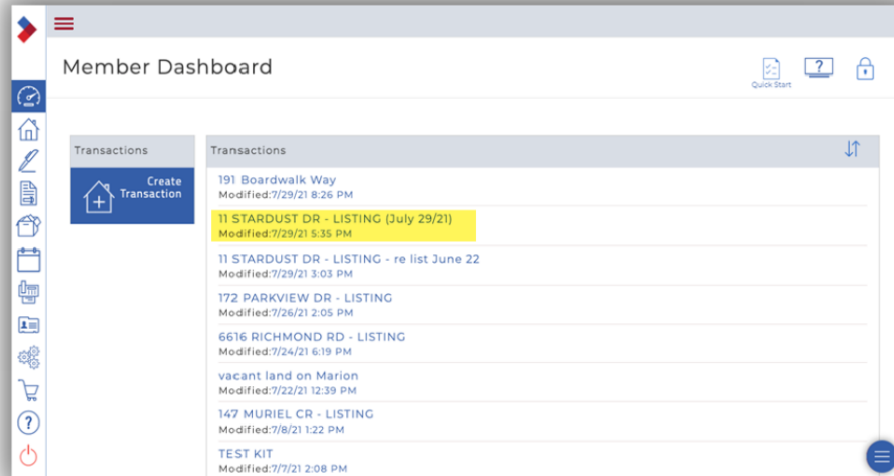 Member Dashboard
Quick Start
?
Transactions
Create
Transaction
Transactions
191 Boardwalk Way
Modified:7/29/21 8:26 PM
11 STARDUST DR - LISTING (July 29/21)
Modified:7/29/21 5:35 PM
11 STARDUST DR - LISTING - re list June 22
Modified:7/29/21 3:03 PM
172 PARKVIEW DR - LISTING
Modified:7/26/21 2:05 PM
6616 RICHMOND RD - LISTING
Modified:7/24/21 6:19 PM
vacant land on Marion
Modified:7/22/21 12:39 PM
147 MURIEL CR - LISTING
Modified:7/8/21 1:22 PM
TEST KIT
Modified:7/7/21 2:08 PM
?